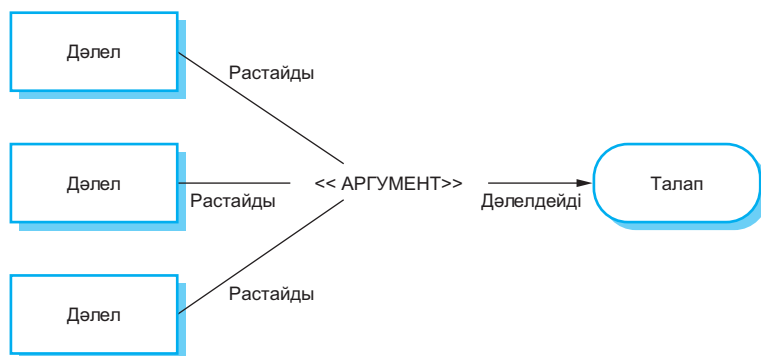 Дәлел
Растайды
Дәлел
Растайды
<< АРГУМЕНТ>>
Дәлелдейді
Талап
Дәлел
Растайды